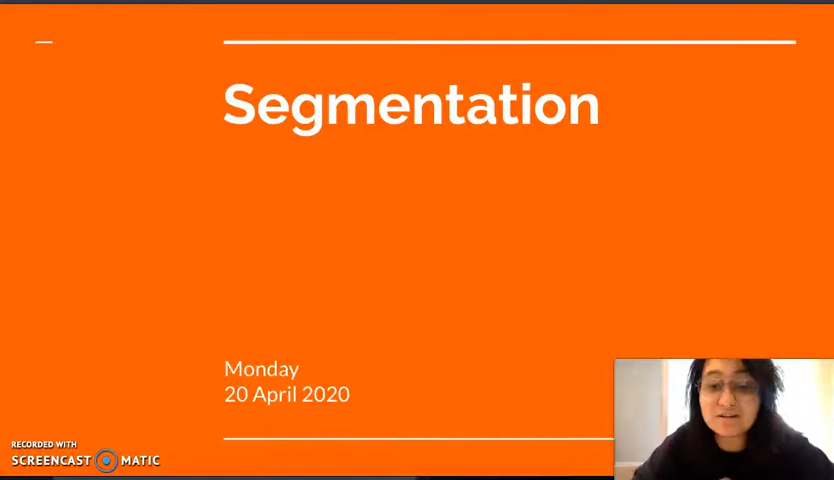 Segmentation
Monday
20 April 2020
RECORDED WITH
SCREENCAST MATIC